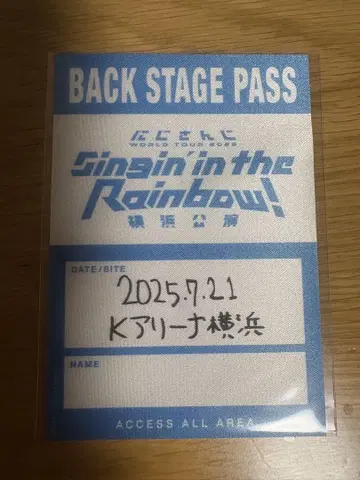 BACK STAGE PASS
にじさんじ
WORLD TOUR 2025
Singin' in the
Rainbow!
横浜公演
DATE/SITE
2025.7.21
Kアリーナ横浜
NAME
ACCESS ALL AREA